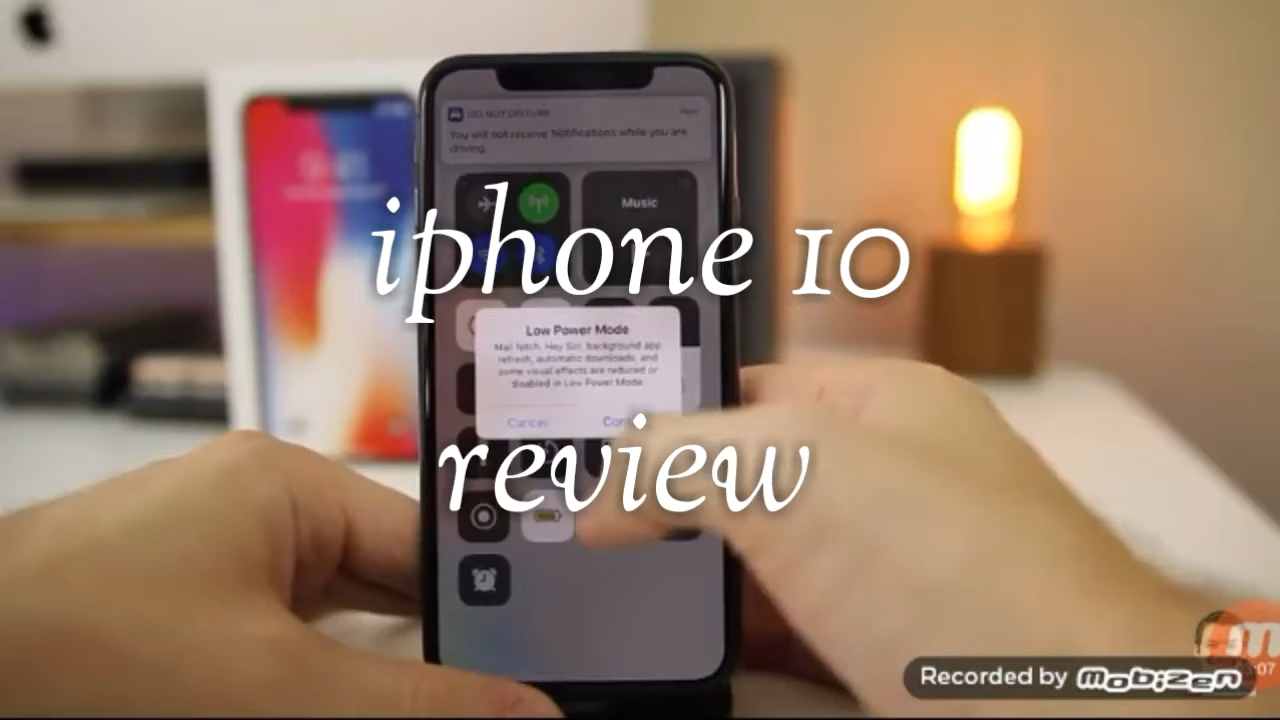 DO NOT DISTURB
You will not receive Notifications while you are
driving.
Music
iphone 10
Low Power Mode
Mail fetch, Hey Siri, background app
refresh, automatic downloads, and
some visual effects are reduced or
disabled in Low Power Mode.
Cancel
review
Recorded by Mobizen
:07